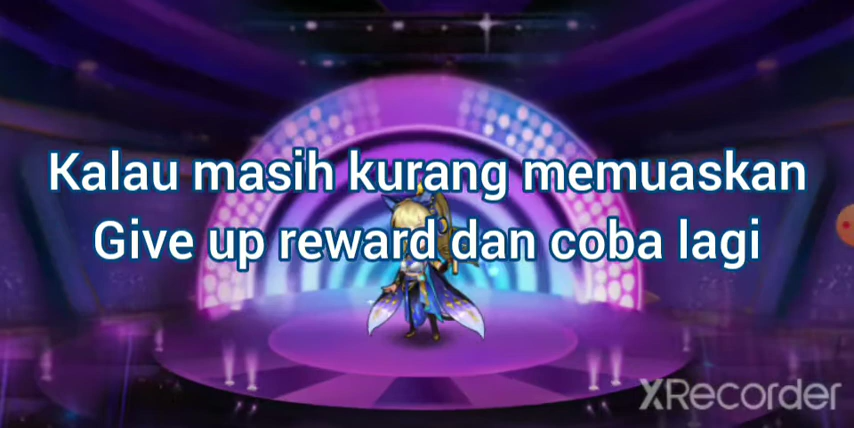 Kalau masih kurang memuaskan
Give up reward dan coba lagi
XRecorder